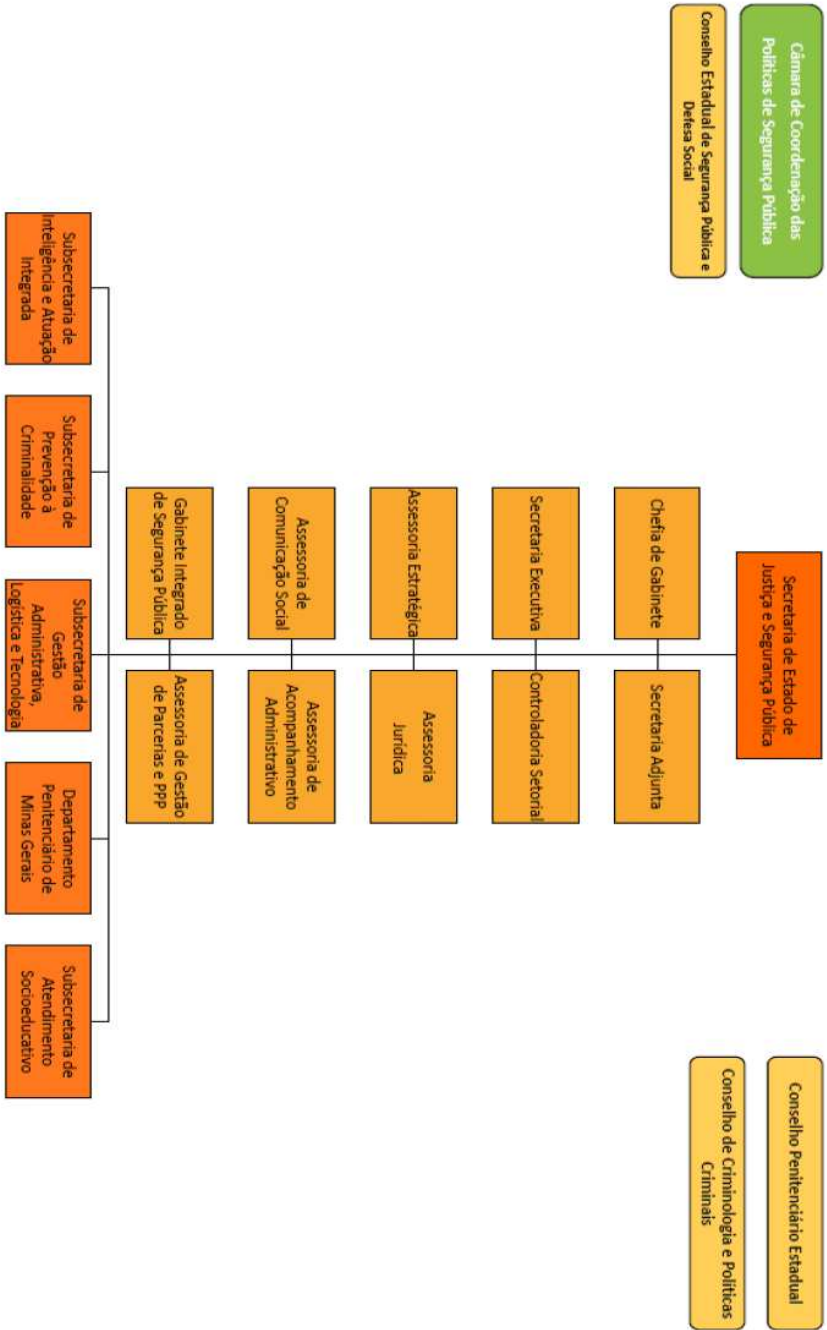 Câmara de Coordenação das
Políticas de Segurança Pública
Conselho Estadual de Segurança Pública e
Defesa Social
Conselho Penitenciário Estadual
Conselho de Criminologia e Políticas
Criminais
Secretaria de Estado de
Justiça e Segurança Pública
Chefia de Gabinete
Secretaria Adjunta
Secretaria Executiva
Controladoria Setorial
Assessoria Estratégica
Assessoria
Jurídica
Assessoria de
Comunicação Social
Assessoria de
Acompanhamento
Administrativo
Gabinete Integrado
de Segurança Pública
Assessoria de Gestão
de Parcerias e PPP
Subsecretaria de
Inteligência e Atuação
Integrada
Subsecretaria de
Prevenção à
Criminalidade
Subsecretaria de
Gestão
Administrativa,
Logística e Tecnologia
Departamento
Penitenciário de
Minas Gerais
Subsecretaria de
Atendimento
Socioeducativo